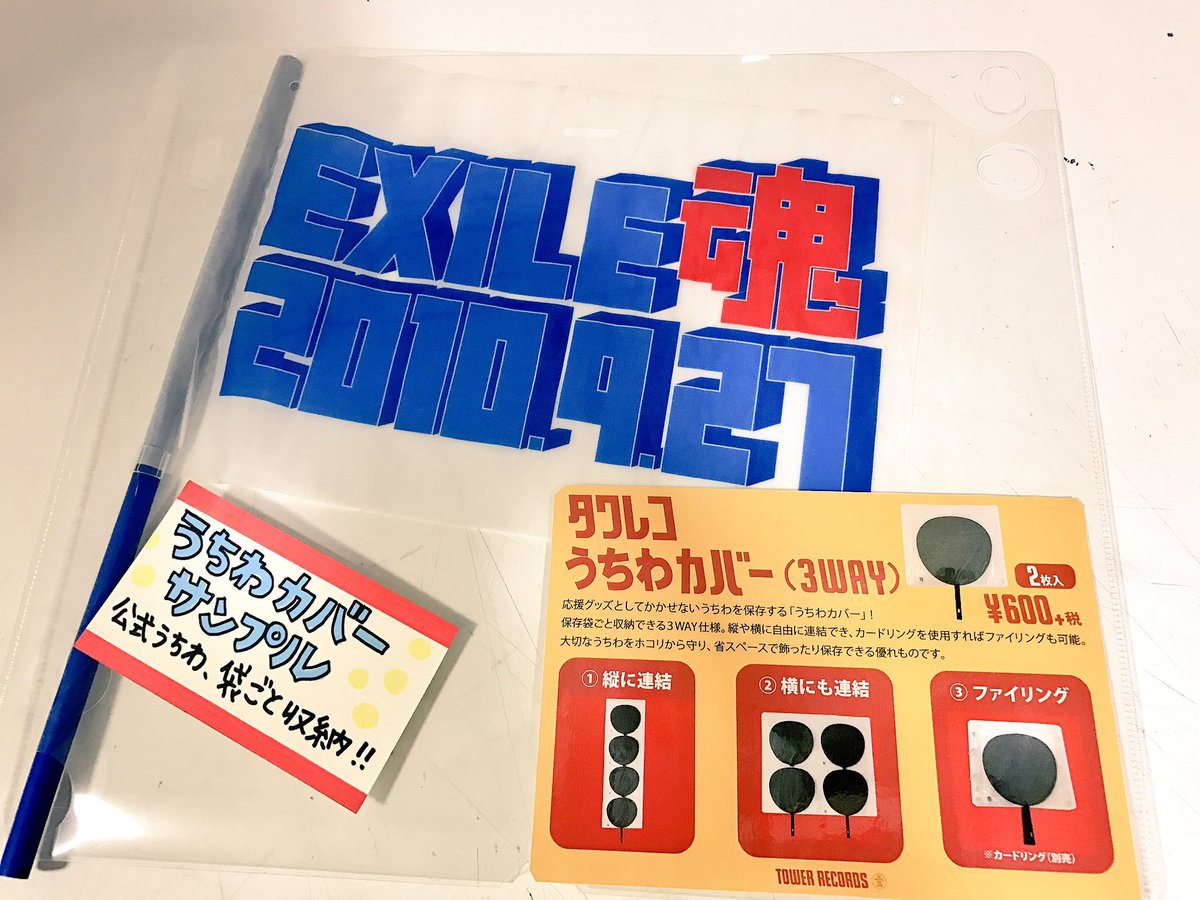 EXILE魂
2010.9.27
うちわカバー
サンプル
公式うちわ、袋ごと収納!!
タワレコ
うちわカバー(3WAY)
2枚入
¥600+税
応援グッズとしてかかせないうちわを保存する「うちわカバー」!
保存袋ごと収納できる3WAY仕様。縦や横に自由に連結でき、カードリングを使用すればファイリングも可能。
大切なうちわをホコリから守り、省スペースで飾ったり保存できる優れものです。
① 縦に連結
② 横にも連結
③ ファイリング
※カードリング(別売)
TOWER RECORDS